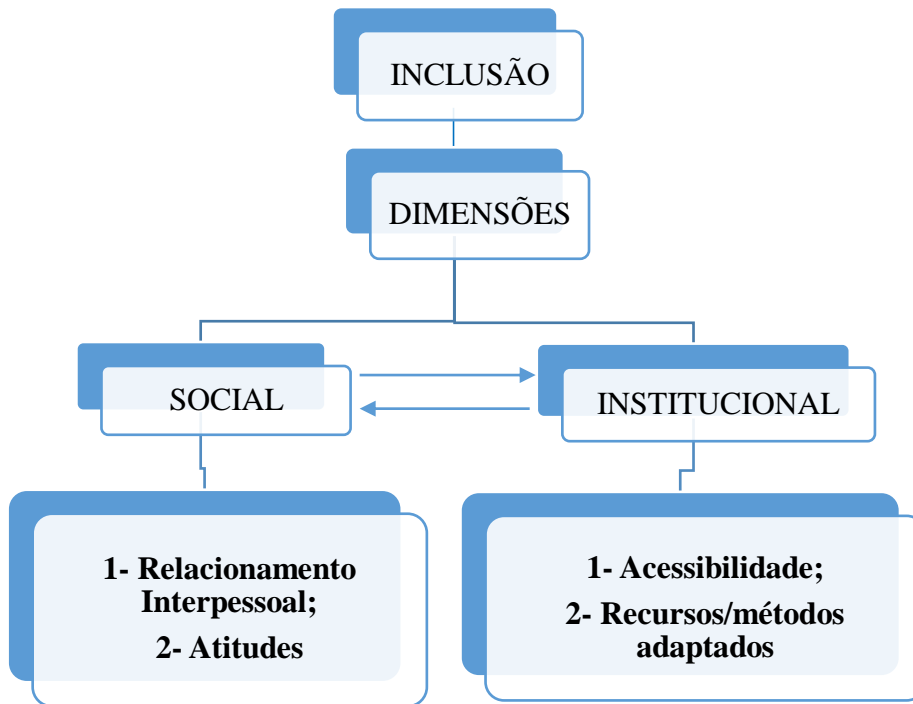 INCLUSÃO
DIMENSÕES
SOCIAL
INSTITUCIONAL
1- Relacionamento
Interpessoal;
2- Atitudes
1- Acessibilidade;
2- Recursos/métodos
adaptados